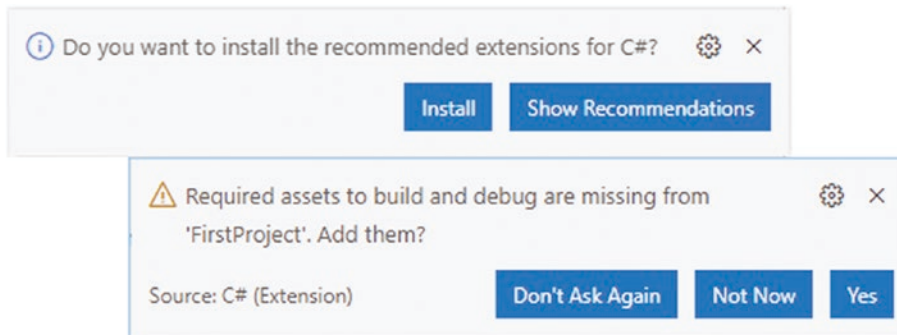 Do you want to install the recommended extensions for C#?
Install Show Recommendations
Required assets to build and debug are missing from
'FirstProject'. Add them?
Source: C# (Extension) Don't Ask Again Not Now Yes